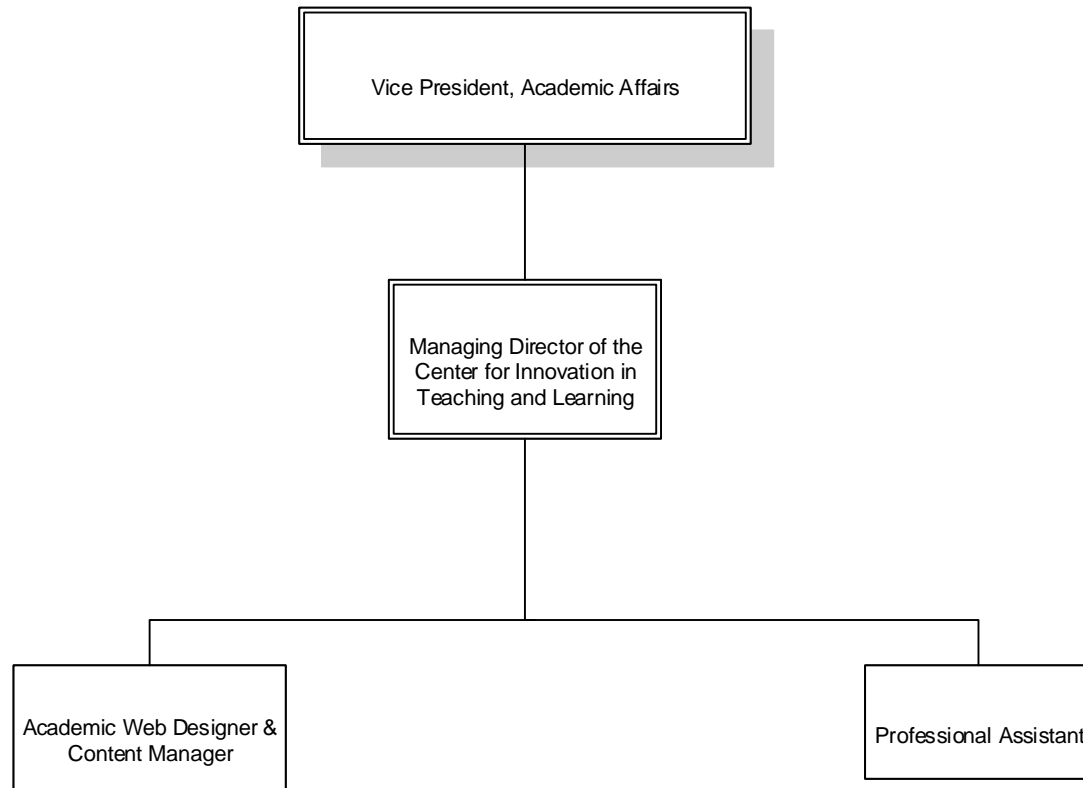 Vice President, Academic Affairs
Managing Director of the
Center for Innovation in
Teaching and Learning
Academic Web Designer &
Content Manager
Professional Assistant